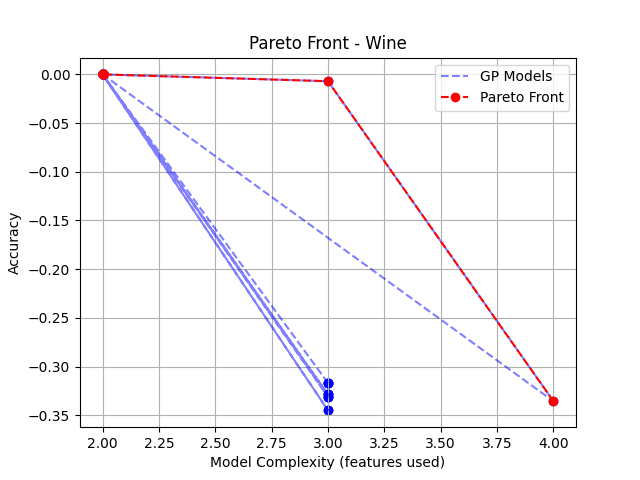 Pareto Front - Wine
GP Models
Pareto Front
0.00
−0.05
−0.10
−0.15
−0.20
−0.25
−0.30
−0.35
Accuracy
2.00 2.25 2.50 2.75 3.00 3.25 3.50 3.75 4.00
Model Complexity (features used)